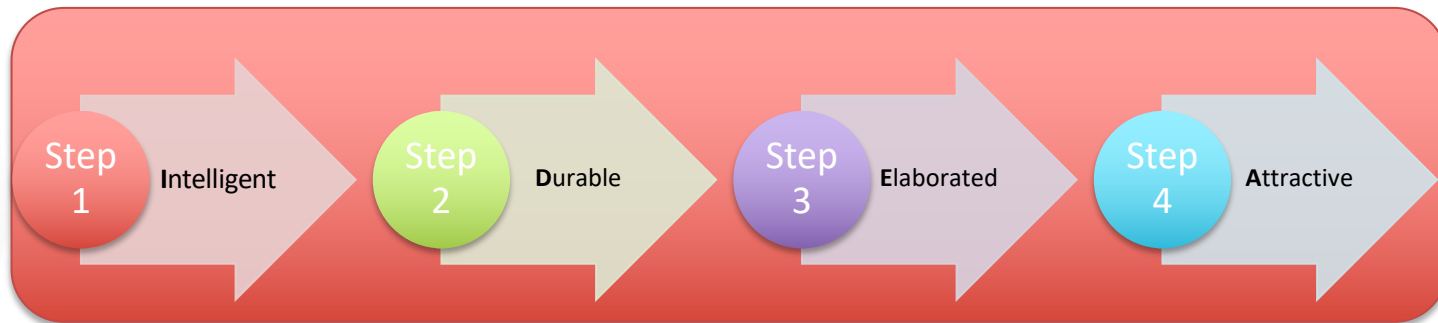 Step
1
Intelligent
Step
2
Durable
Step
3
Elaborated
Step
4
Attractive